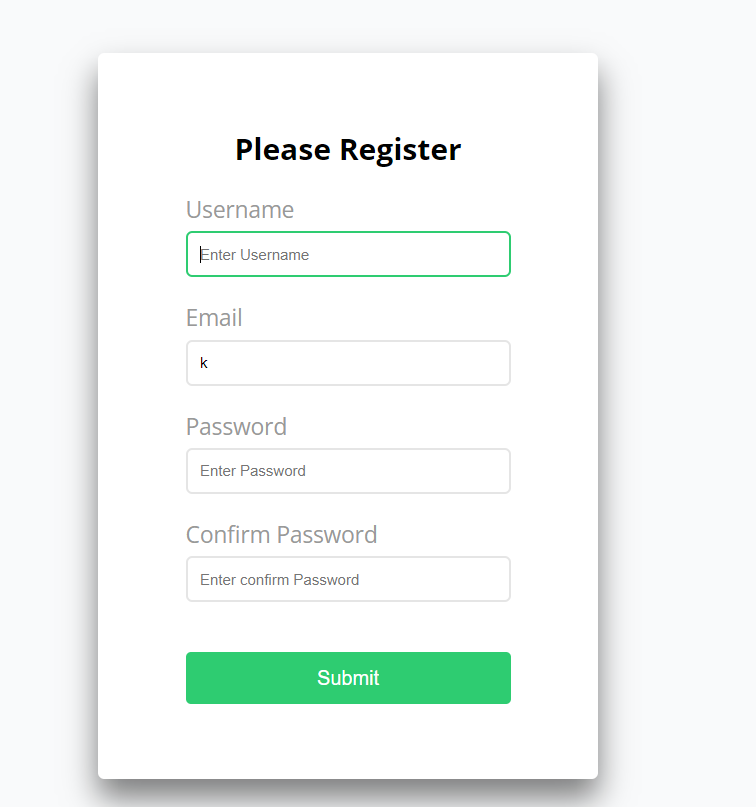 Please Register
Username
Enter Username
Email
k
Password
Enter Password
Confirm Password
Enter confirm Password
Submit